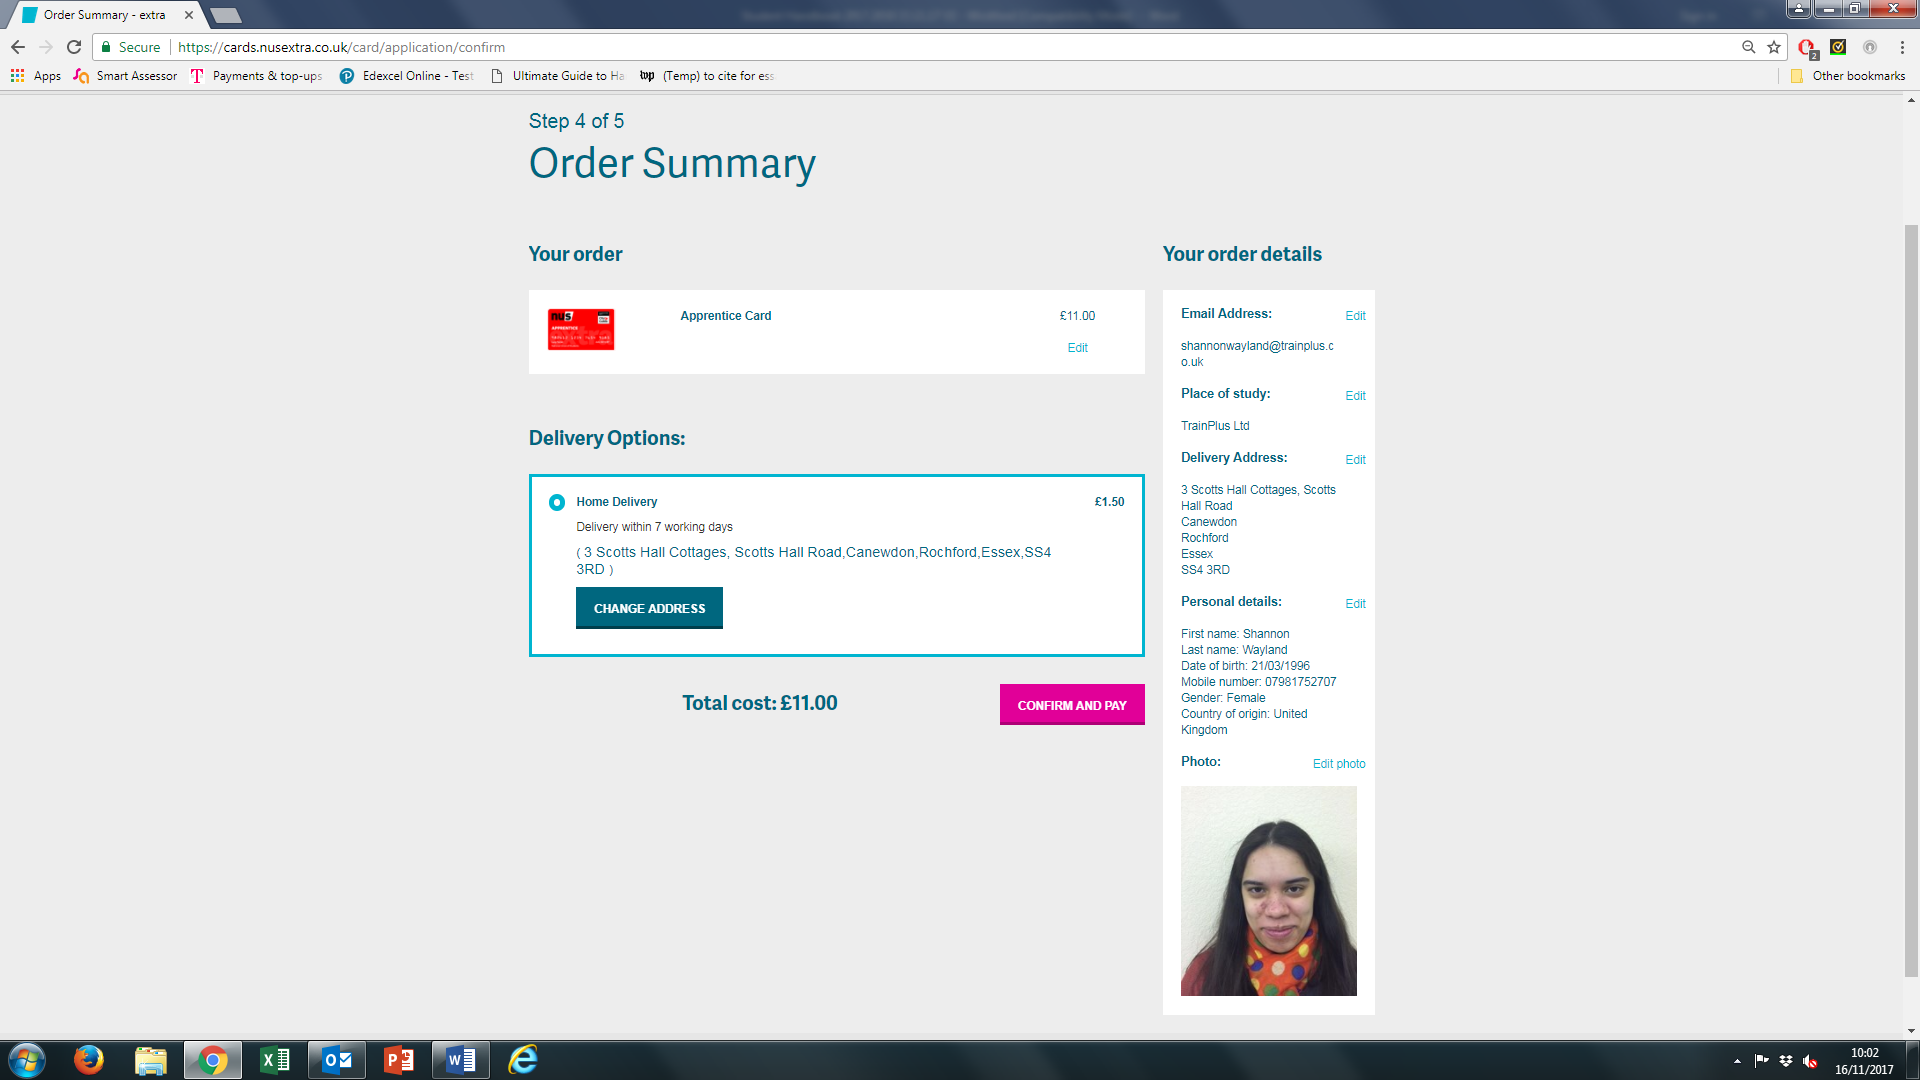 Order Summary - extra
Secure
https://cards.nusextra.co.uk/card/application/confirm
2
Apps
Smart Assessor
Payments & top-ups
Edexcel Online - Test
Ultimate Guide to Ha
(Temp) to cite for ess
Other bookmarks
Step 4 of 5
Order Summary
Your order
nus
APPRENTICE
extra
Apprentice Card
£11.00
Edit
Delivery Options:
Home Delivery
£1.50
Delivery within 7 working days
( 3 Scotts Hall Cottages, Scotts Hall Road,Canewdon,Rochford,Essex,SS4
3RD )
CHANGE ADDRESS
Total cost: £11.00
CONFIRM AND PAY
Your order details
Email Address:
Edit
shannonwayland@trainplus.c
o.uk
Place of study:
Edit
TrainPlus Ltd
Delivery Address:
Edit
3 Scotts Hall Cottages, Scotts
Hall Road
Canewdon
Rochford
Essex
SS4 3RD
Personal details:
Edit
First name: Shannon
Last name: Wayland
Date of birth: 21/03/1996
Mobile number: 07981752707
Gender: Female
Country of origin: United
Kingdom
Photo:
Edit photo
10:02
16/11/2017